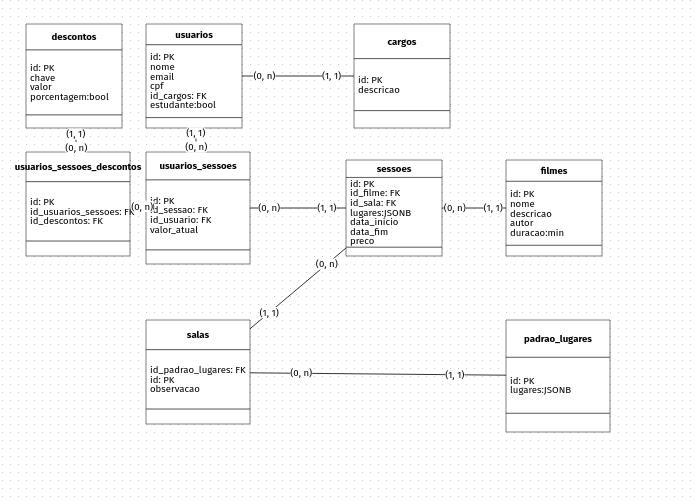 descontos
id: PK
chave
valor
porcentagem:bool
usuarios
id: PK
nome
email
cpf
id_cargos: FK
estudante:bool
(0, n)
(1, 1)
cargos
id: PK
descricao
(1, 1)
(0, n)
(1, 1)
(0, n)
usuarios_sessoes_descontos
id: PK
id_usuarios_sessoes: FK
id_descontos: FK
(0, n)
usuarios_sessoes
id: PK
id_sessao: FK
id_usuario: FK
valor_atual
(0, n)
(1, 1)
sessoes
id: PK
id_filme: FK
id_sala: FK
lugares:JSONB
data_inicio
data_fim
preco
(0, n)
(1, 1)
filmes
id: PK
nome
descricao
autor
duracao:min
(0, n)
(1, 1)
salas
id_padrao_lugares: FK
id: PK
observacao
(0, n)
(1, 1)
padrao_lugares
id: PK
lugares:JSONB